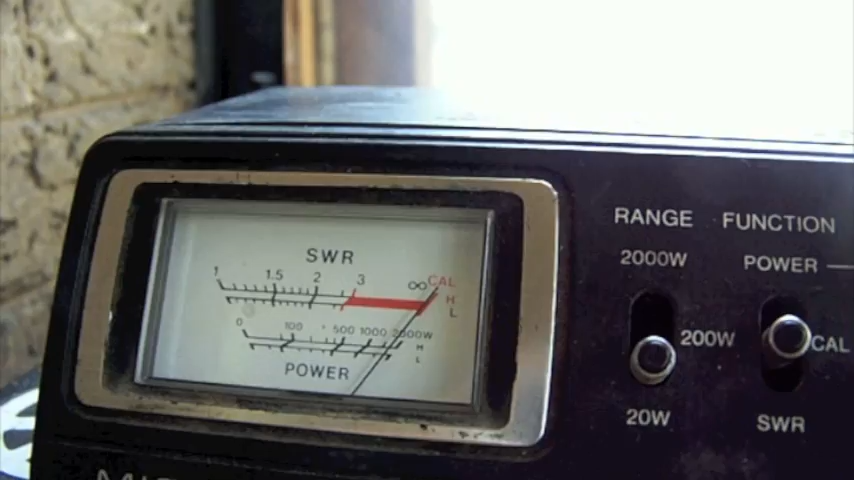 SWR
1 1.5 2 3 ∞ CAL
H
L
0 100 500 1000 2000W
H
L
POWER
RANGE FUNCTION
2000W POWER
200W CAL
20W SWR